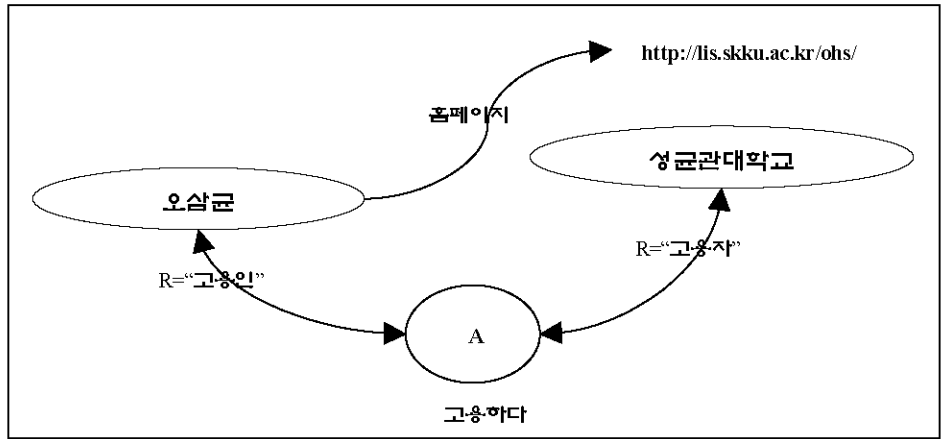 http://lis.skku.ac.kr/ohs/
홈페이지
성균관대학교
오삼균
R=“고용인”
R=“고용자”
A
고용하다